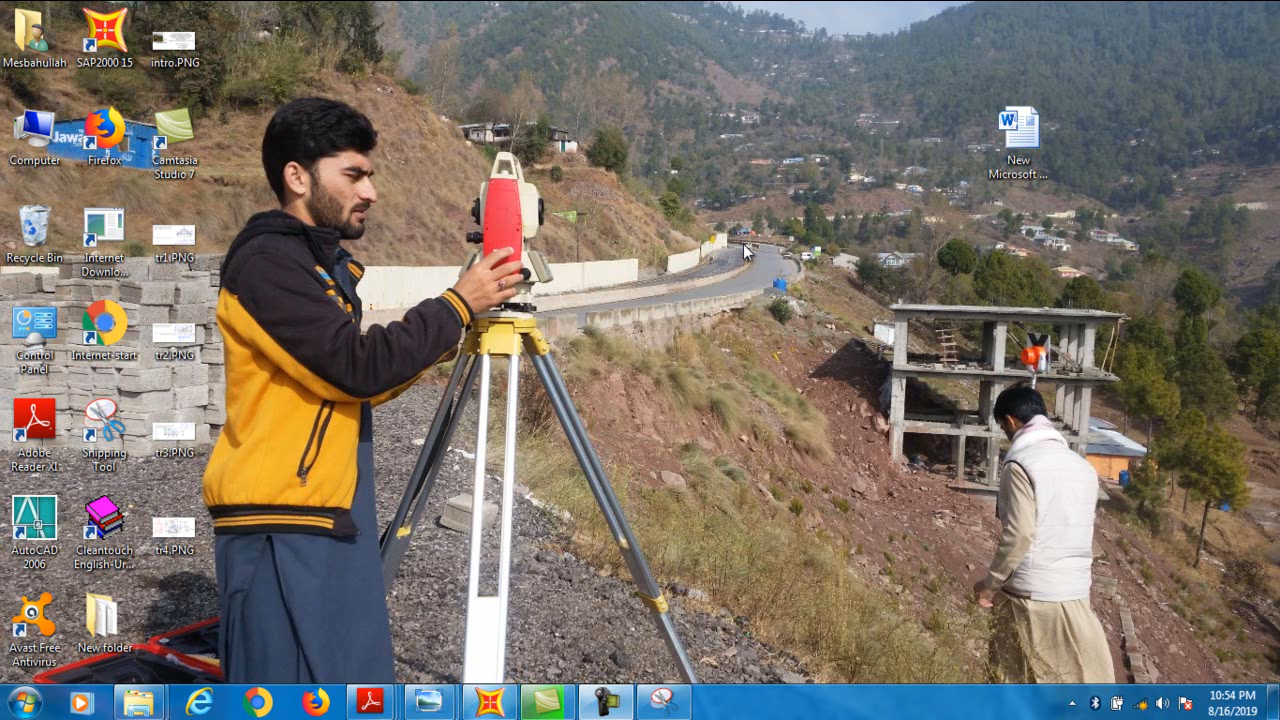 Mesbahullah
SAP2000 15
intro.PNG
Jawa
Computer
Firefox
Camtasia
Studio 7
New
Microsoft ...
Recycle Bin
Internet
Downlo...
tr1.PNG
Control
Panel
Internet-start
tr2.PNG
Adobe
Reader XI
Snipping
Tool
tr3.PNG
AutoCAD
2006
Cleantouch
English-Ur...
tr4.PNG
Avast Free
Antivirus
New folder
10:54 PM
8/16/2019